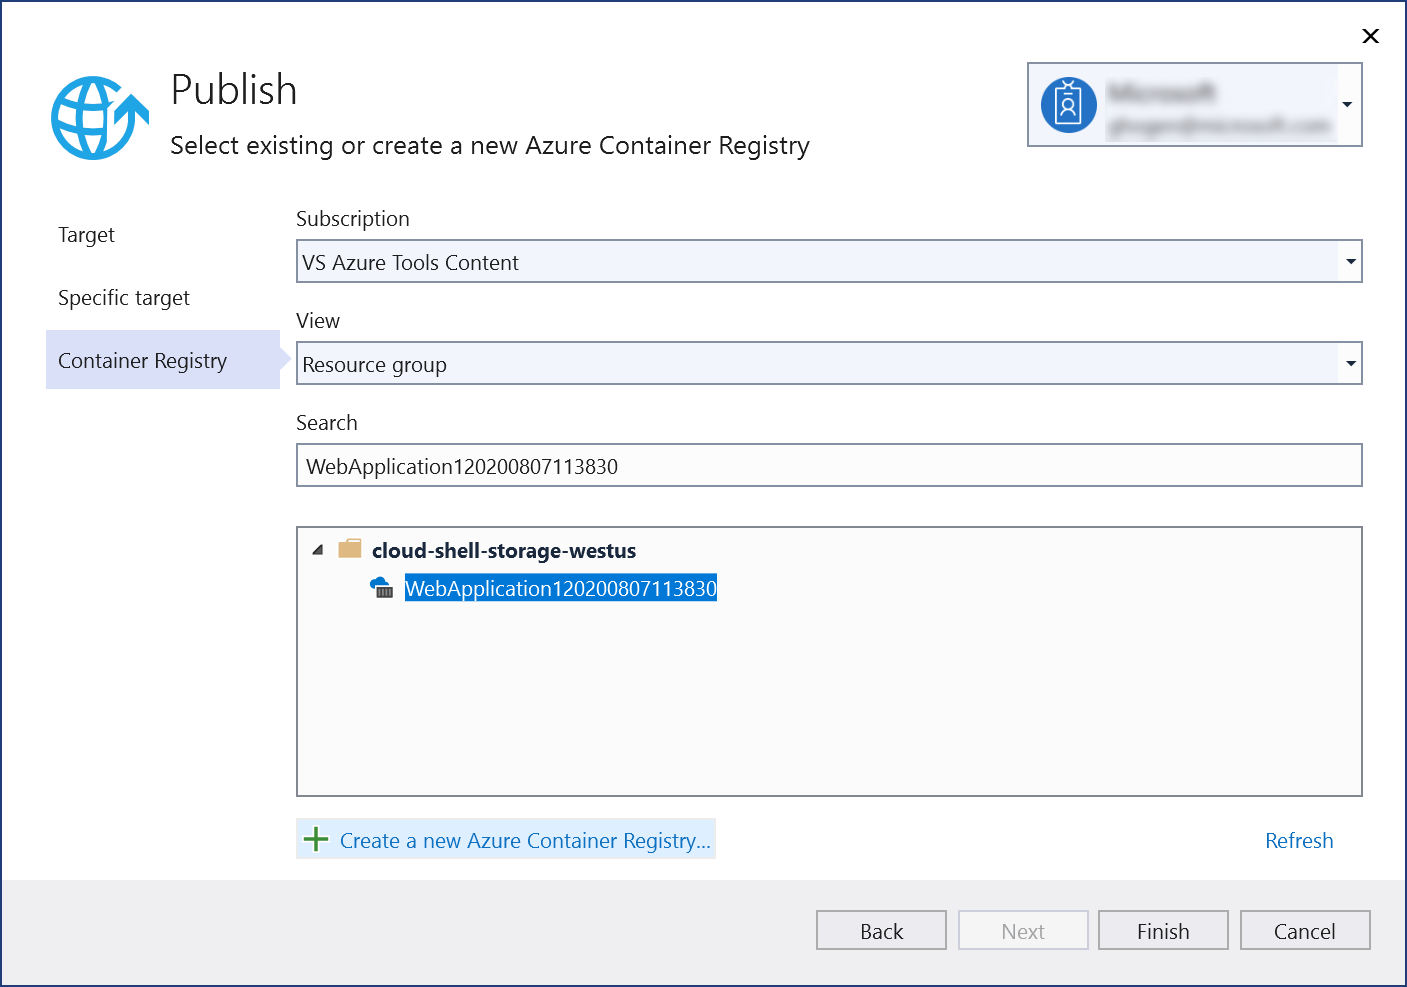 Publish
Select existing or create a new Azure Container Registry
Target
Specific target
Container Registry
Subscription
VS Azure Tools Content
View
Resource group
Search
WebApplication120200807113830
cloud-shell-storage-westus
WebApplication120200807113830
Create a new Azure Container Registry...
Refresh
Back
Next
Finish
Cancel